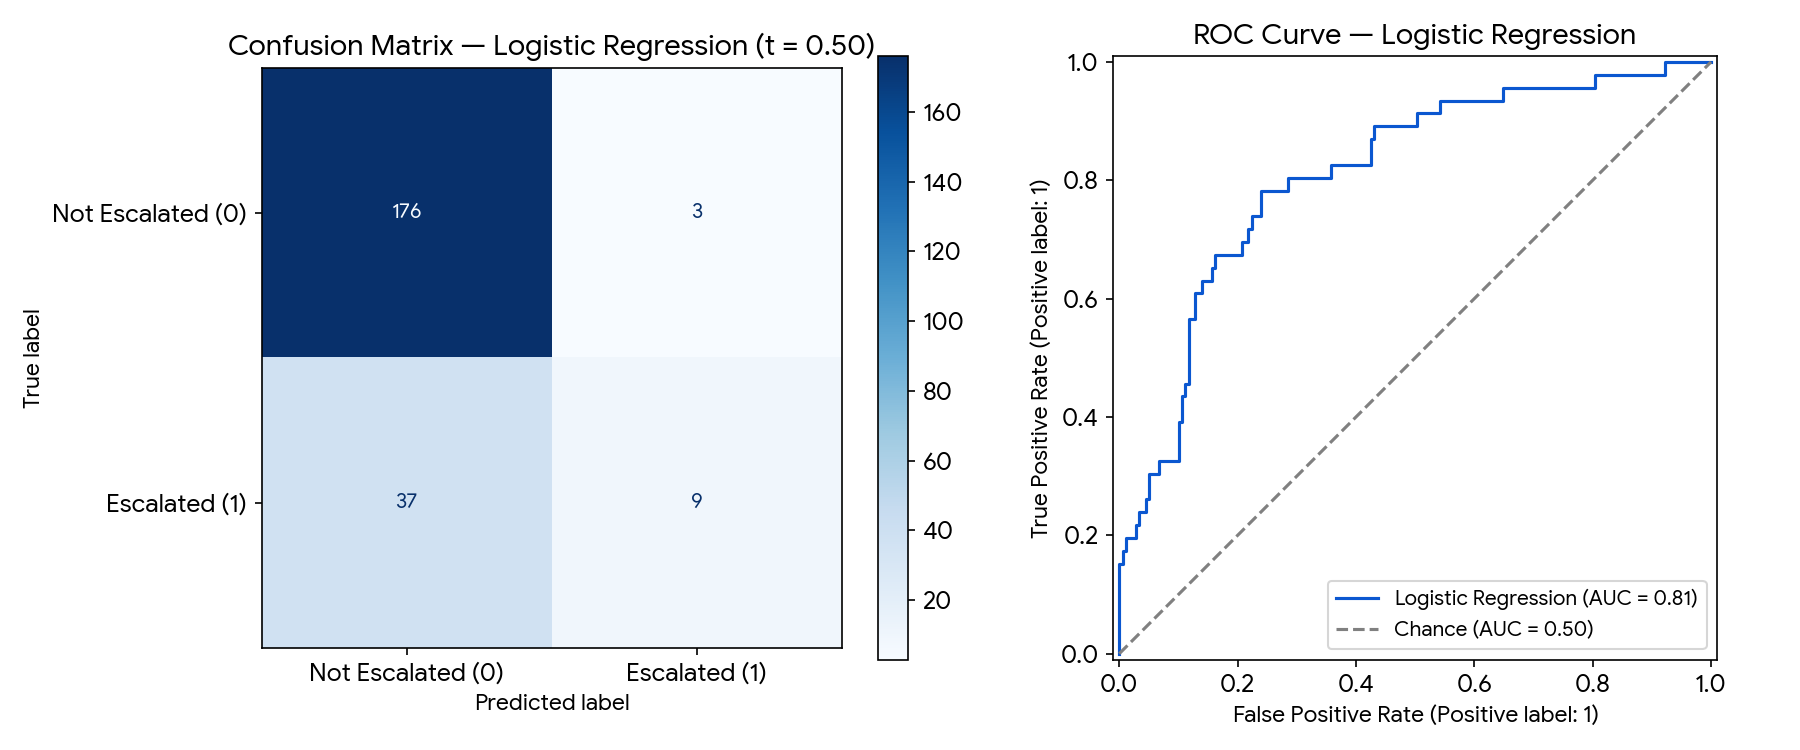 Confusion Matrix — Logistic Regression (t = 0.50)
True label
Not Escalated (0)
Escalated (1)
176
3
37
9
Not Escalated (0)
Escalated (1)
Predicted label
160
140
120
100
80
60
40
20
ROC Curve — Logistic Regression
True Positive Rate (Positive label: 1)
1.0
0.8
0.6
0.4
0.2
0.0
Logistic Regression (AUC = 0.81)
Chance (AUC = 0.50)
0.0
0.2
0.4
0.6
0.8
1.0
False Positive Rate (Positive label: 1)